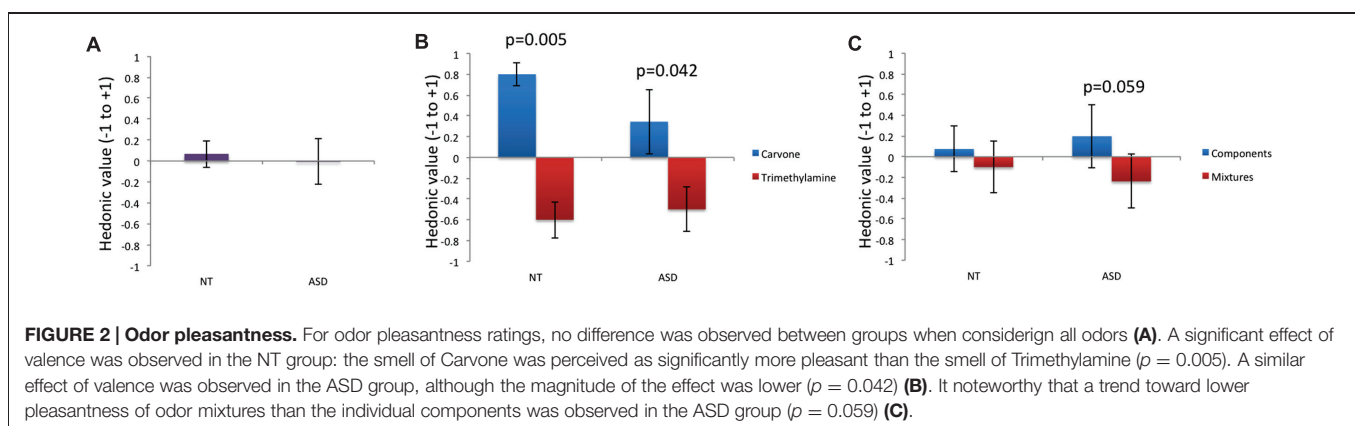 A
B
C
p=0.005
p=0.042
p=0.059
Hedonic value (-1 to +1)
1
0.8
0.6
0.4
0.2
0
-0.2
-0.4
-0.6
-0.8
-1
NT
ASD
Hedonic value (-1 to +1)
1
0.8
0.6
0.4
0.2
0
-0.2
-0.4
-0.6
-0.8
-1
NT
ASD
Carvone
Trimethylamine
Hedonic value (-1 to +1)
1
0.8
0.6
0.4
0.2
0
-0.2
-0.4
-0.6
-0.8
-1
NT
ASD
Components
Mixtures
FIGURE 2 | Odor pleasantness. For odor pleasantness ratings, no difference was observed between groups when considerign all odors (A). A significant effect of
valence was observed in the NT group: the smell of Carvone was perceived as significantly more pleasant than the smell of Trimethylamine (p = 0.005). A similar
effect of valence was observed in the ASD group, although the magnitude of the effect was lower (p = 0.042) (B). It noteworthy that a trend toward lower
pleasantness of odor mixtures than the individual components was observed in the ASD group (p = 0.059) (C).